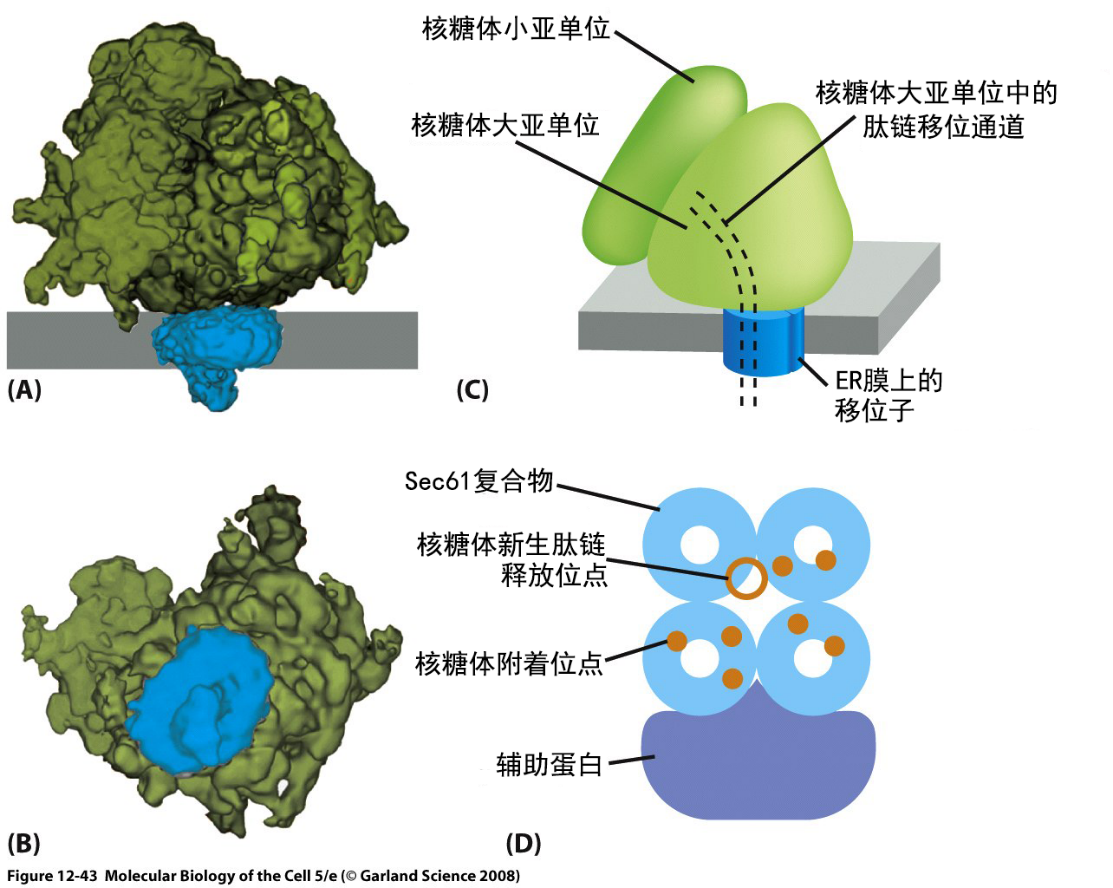 核糖体小亚单位
核糖体大亚单位
核糖体大亚单位中的
肽链移位通道
ER膜上的
移位子
(A)
(C)
Sec61复合物
核糖体新生肽链
释放位点
核糖体附着位点
辅助蛋白
(B)
(D)
Figure 12-43 Molecular Biology of the Cell 5/e (© Garland Science 2008)